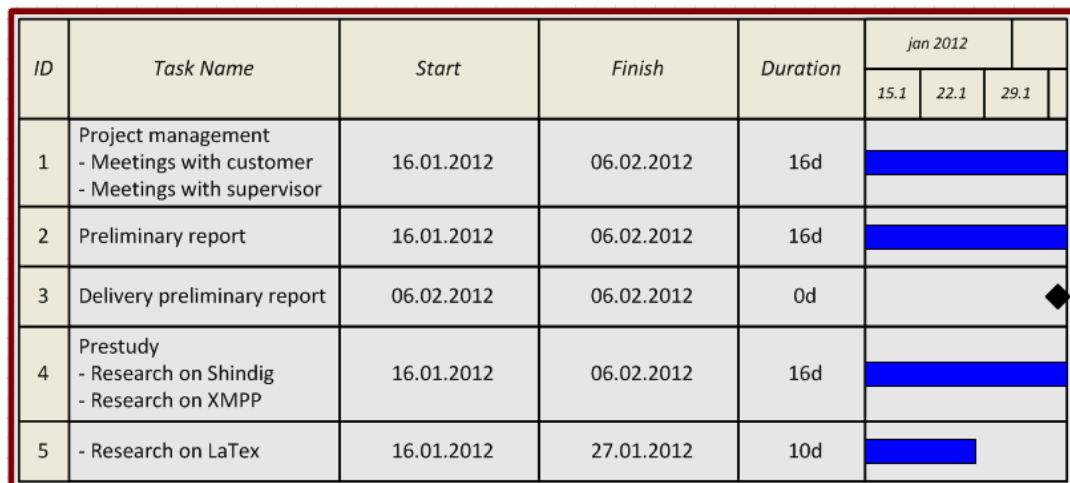 ID Task Name Start Finish Duration jan 2012
15.1 22.1 29.1
Project management
1 - Meetings with customer 16.01.2012 06.02.2012 16d
- Meetings with supervisor
2 Preliminary report 16.01.2012 06.02.2012 16d
3 Delivery preliminary report 06.02.2012 06.02.2012 0d
Prestudy
4 - Research on Shindig 16.01.2012 06.02.2012 16d
- Research on XMPP
5 - Research on LaTex 16.01.2012 27.01.2012 10d